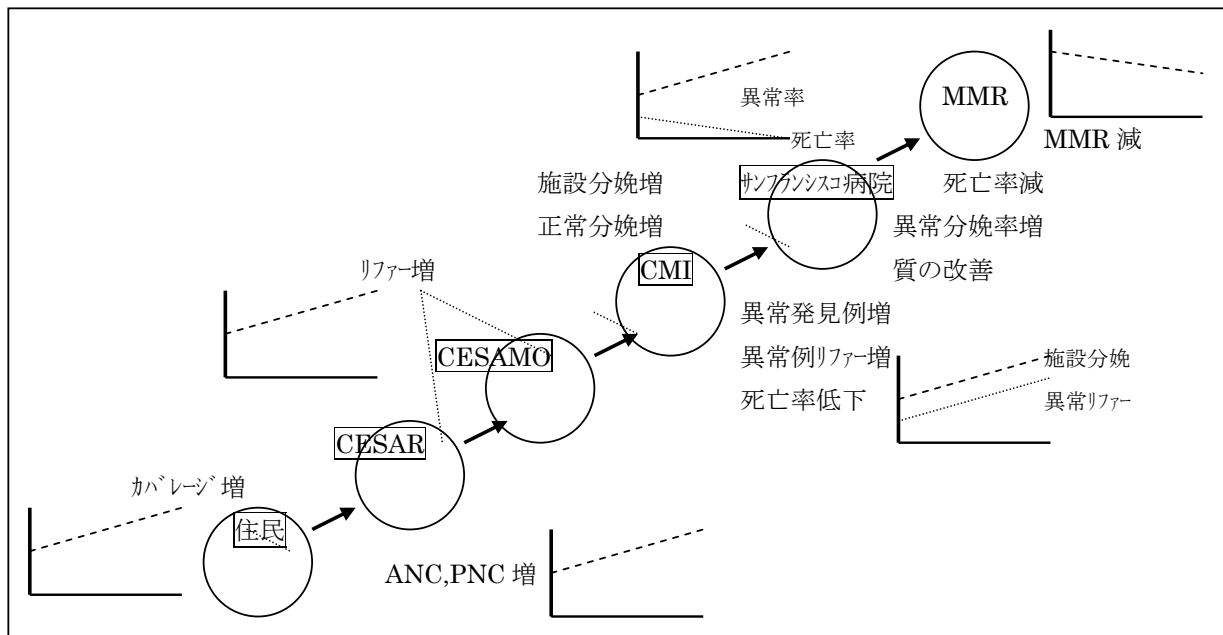 異常率
死亡率
MMR
MMR 減
施設分娩増
正常分娩増
サンフランシスコ病院
死亡率減
異常分娩率増
質の改善
リファー増
CMI
異常発見例増
異常例リファー増
死亡率低下
施設分娩
異常リファー
CESAMO
CESAR
カバレージ増
住民
ANC,PNC 増